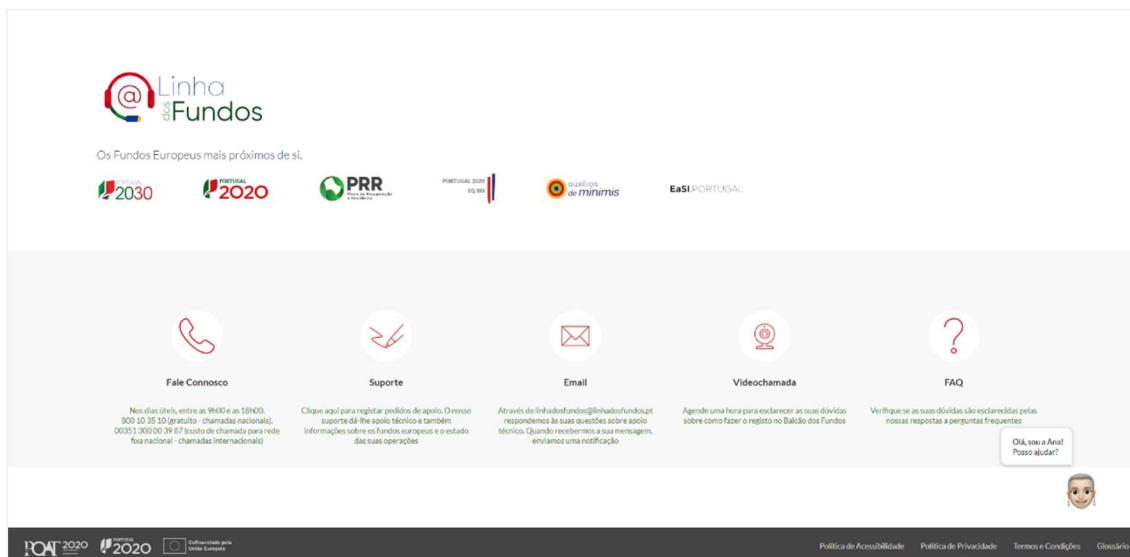 @ Linha
dos
Fundos
Os Fundos Europeus mais próximos de si.
PORTUGAL
2030
PORTUGAL
2020
PRR
Plano de Recuperação
e Resiliência
PORTUGAL 2020
auxílios
de minimis
EaSI.PORTUGAL
Fale Connosco
Nos dias úteis, entre as 9h00 e as 18h00.
800 10 35 10 (gratuito - chamadas nacionais).
00351 300 00 39 87 (custo de chamada para rede
fixa nacional - chamadas internacionais)
Suporte
Clique aqui para registar pedidos de apoio. O nosso
suporte dá-lhe apoio técnico e também
informações sobre os fundos europeus e o estado
das suas operações
Email
Através de linhadosfundos@linhadosfundos.pt
respondemos às suas questões sobre apoio
técnico. Quando recebermos a sua mensagem,
enviamos uma notificação
Videochamada
Agende uma hora para esclarecer as suas dúvidas
sobre como fazer o registo no Balcão dos Fundos
FAQ
Verifique se as suas dúvidas são esclarecidas pelas
nossas respostas a perguntas frequentes
Olá, sou a Ana!
Posso ajudar?
POAT 2020
PORTUGAL
2020
Cofinanciado pela
União Europeia
Política de Acessibilidade
Política de Privacidade
Termos e Condições
Glossário